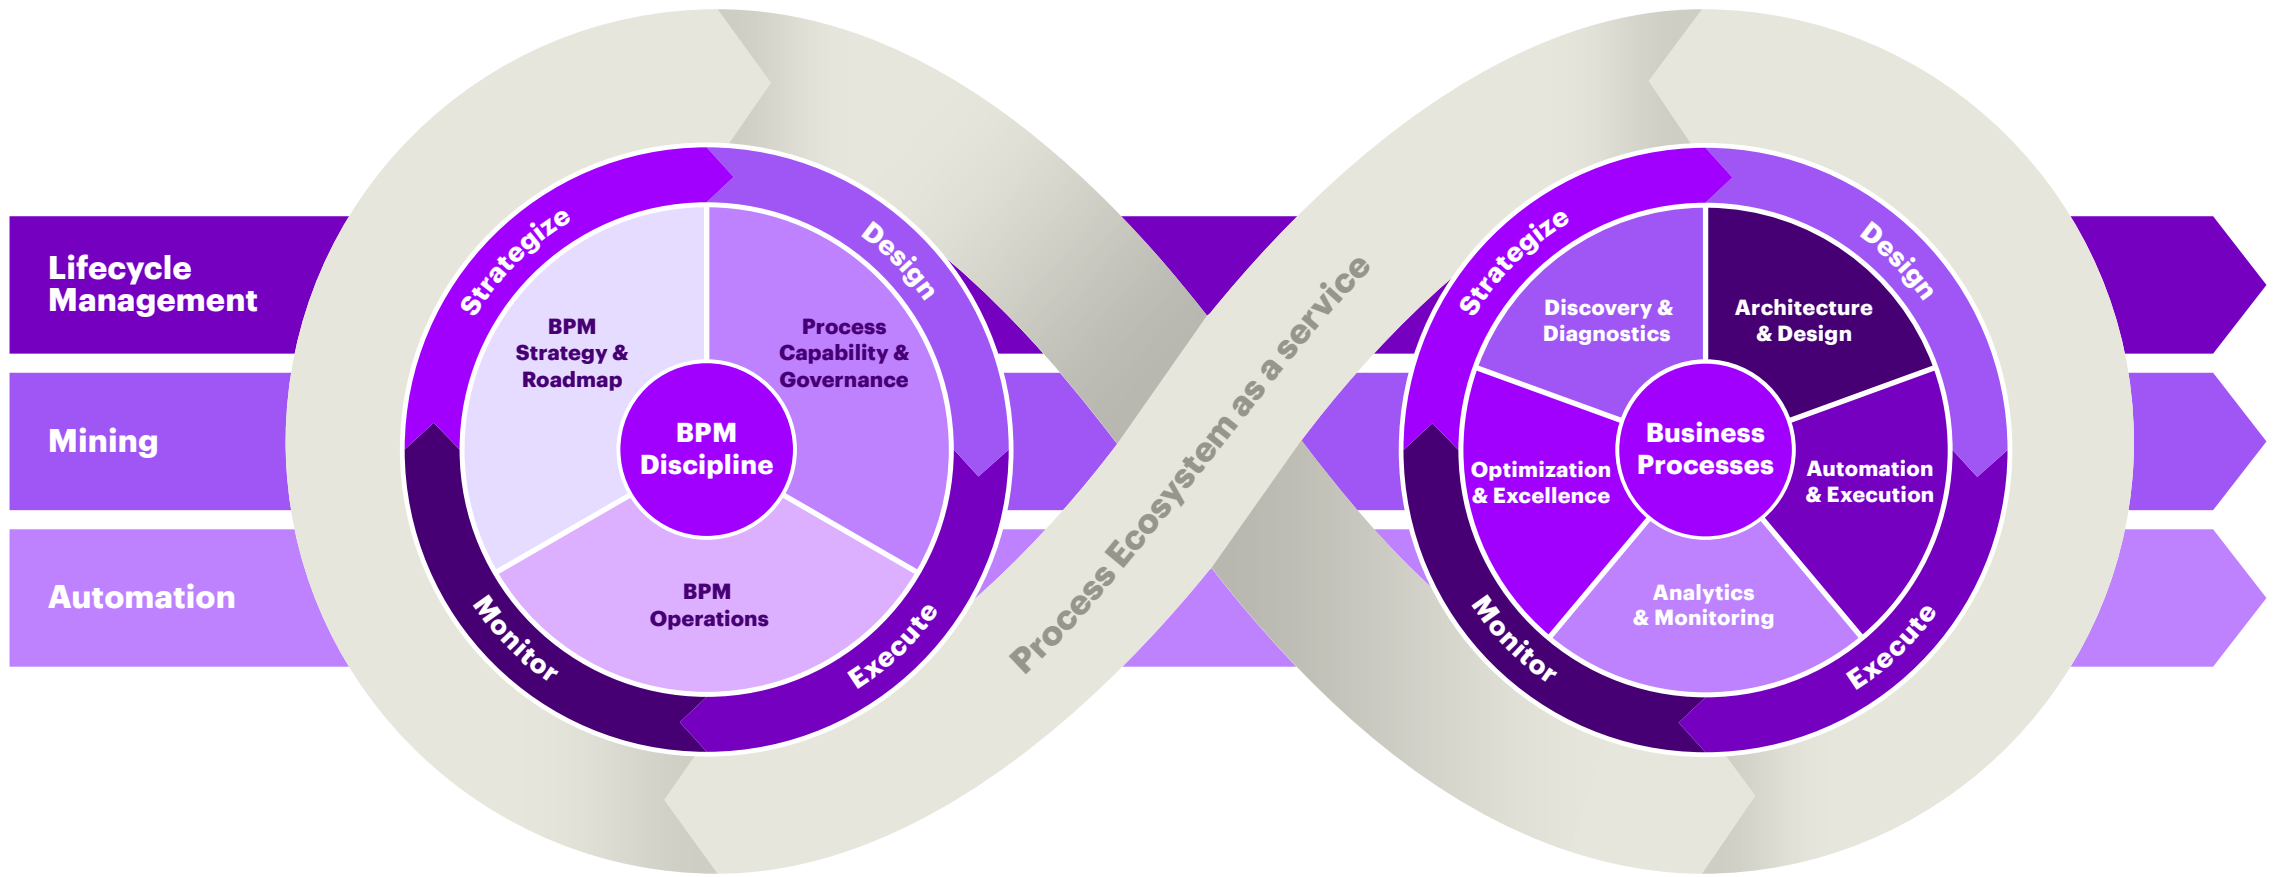 Lifecycle
Management
Mining
Automation
Strategize
Design
Execute
Monitor
BPM
Strategy &
Roadmap
Process
Capability &
Governance
BPM
Operations
BPM
Discipline
Process Ecosystem as a service
Strategize
Design
Execute
Monitor
Discovery &
Diagnostics
Architecture
& Design
Automation
& Execution
Analytics
& Monitoring
Optimization
& Excellence
Business
Processes